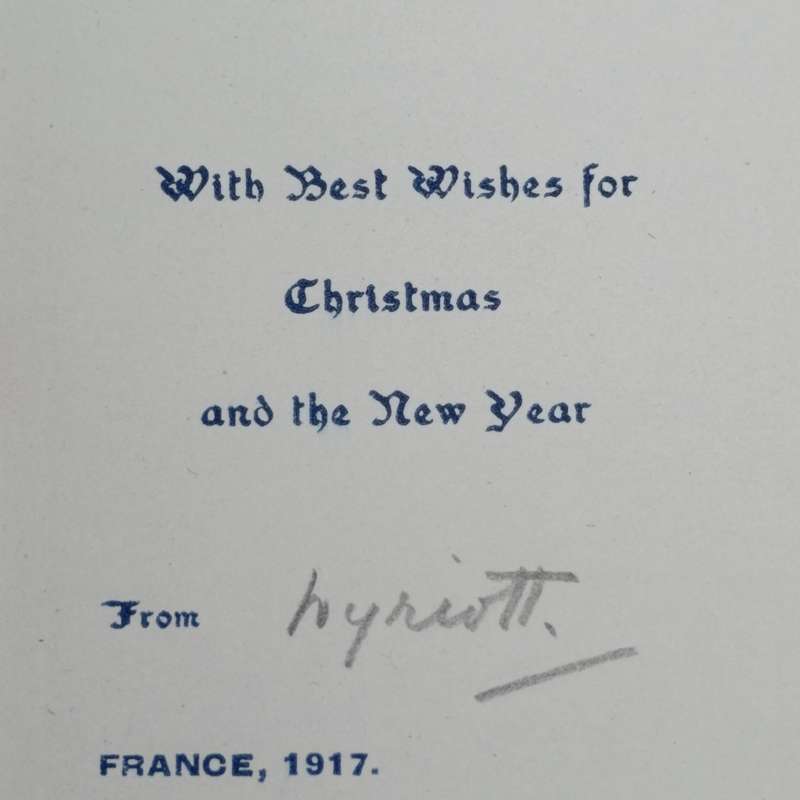 With Best Wishes for
Christmas
and the New Year
From
FRANCE, 1917.